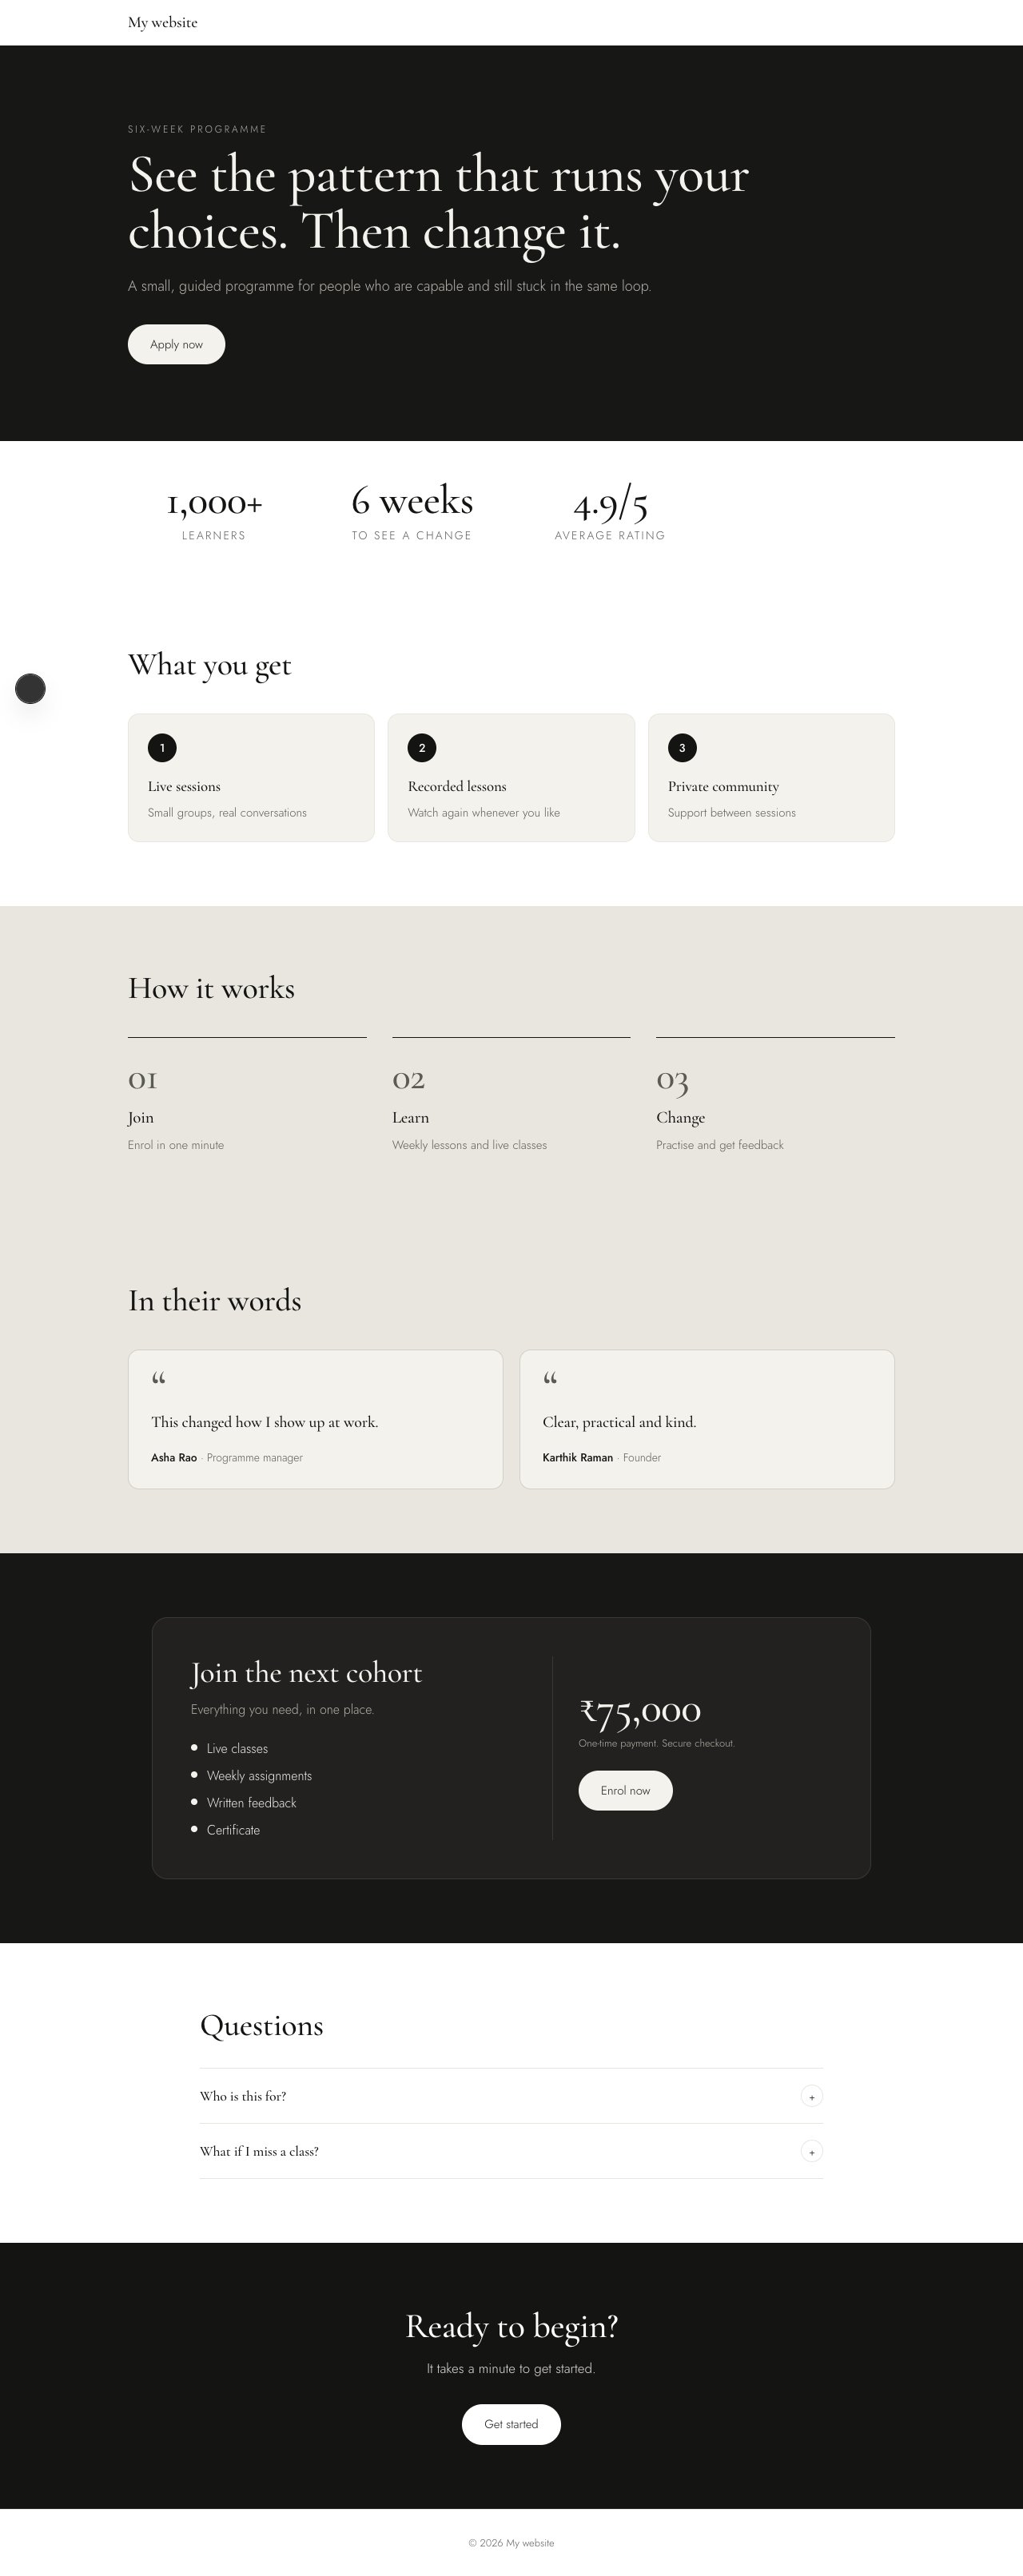 My website
SIX-WEEK PROGRAMME
See the pattern that runs your
choices. Then change it.
A small, guided programme for people who are capable and still stuck in the same loop.
Apply now
1,000+
LEARNERS
6 weeks
TO SEE A CHANGE
4.9/5
AVERAGE RATING
What you get
1
Live sessions
Small groups, real conversations
2
Recorded lessons
Watch again whenever you like
3
Private community
Support between sessions
How it works
01
Join
Enrol in one minute
02
Learn
Weekly lessons and live classes
03
Change
Practise and get feedback
In their words
“
This changed how I show up at work.
Asha Rao · Programme manager
“
Clear, practical and kind.
Karthik Raman · Founder
Join the next cohort
Everything you need, in one place.
Live classes
Weekly assignments
Written feedback
Certificate
₹75,000
One-time payment. Secure checkout.
Enrol now
Questions
Who is this for?
+
What if I miss a class?
+
Ready to begin?
It takes a minute to get started.
Get started
© 2026 My website